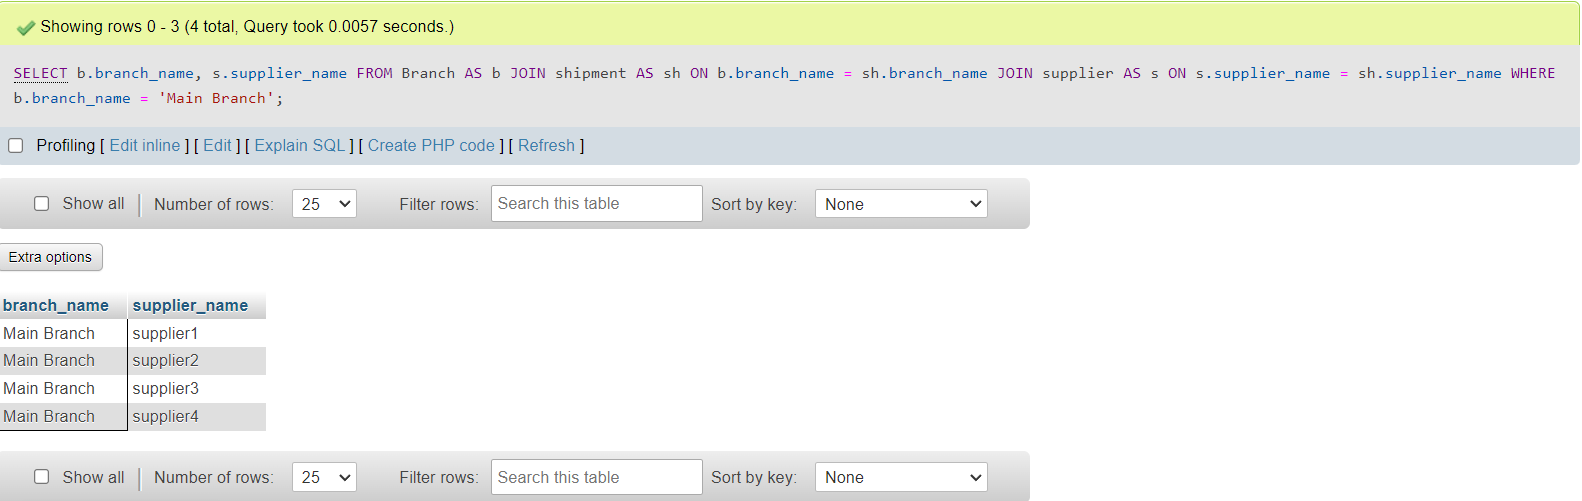 Showing rows 0 - 3 (4 total, Query took 0.0057 seconds.)
SELECT b.branch_name, s.supplier_name FROM Branch AS b JOIN shipment AS sh ON b.branch_name = sh.branch_name JOIN supplier AS s ON s.supplier_name = sh.supplier_name WHERE
b.branch_name = 'Main Branch';
Profiling [ Edit inline ] [ Edit ] [ Explain SQL ] [ Create PHP code ] [ Refresh ]
Show all Number of rows: 25 Filter rows: Search this table Sort by key: None
Extra options
branch_name supplier_name
Main Branch supplier1
Main Branch supplier2
Main Branch supplier3
Main Branch supplier4
Show all Number of rows: 25 Filter rows: Search this table Sort by key: None